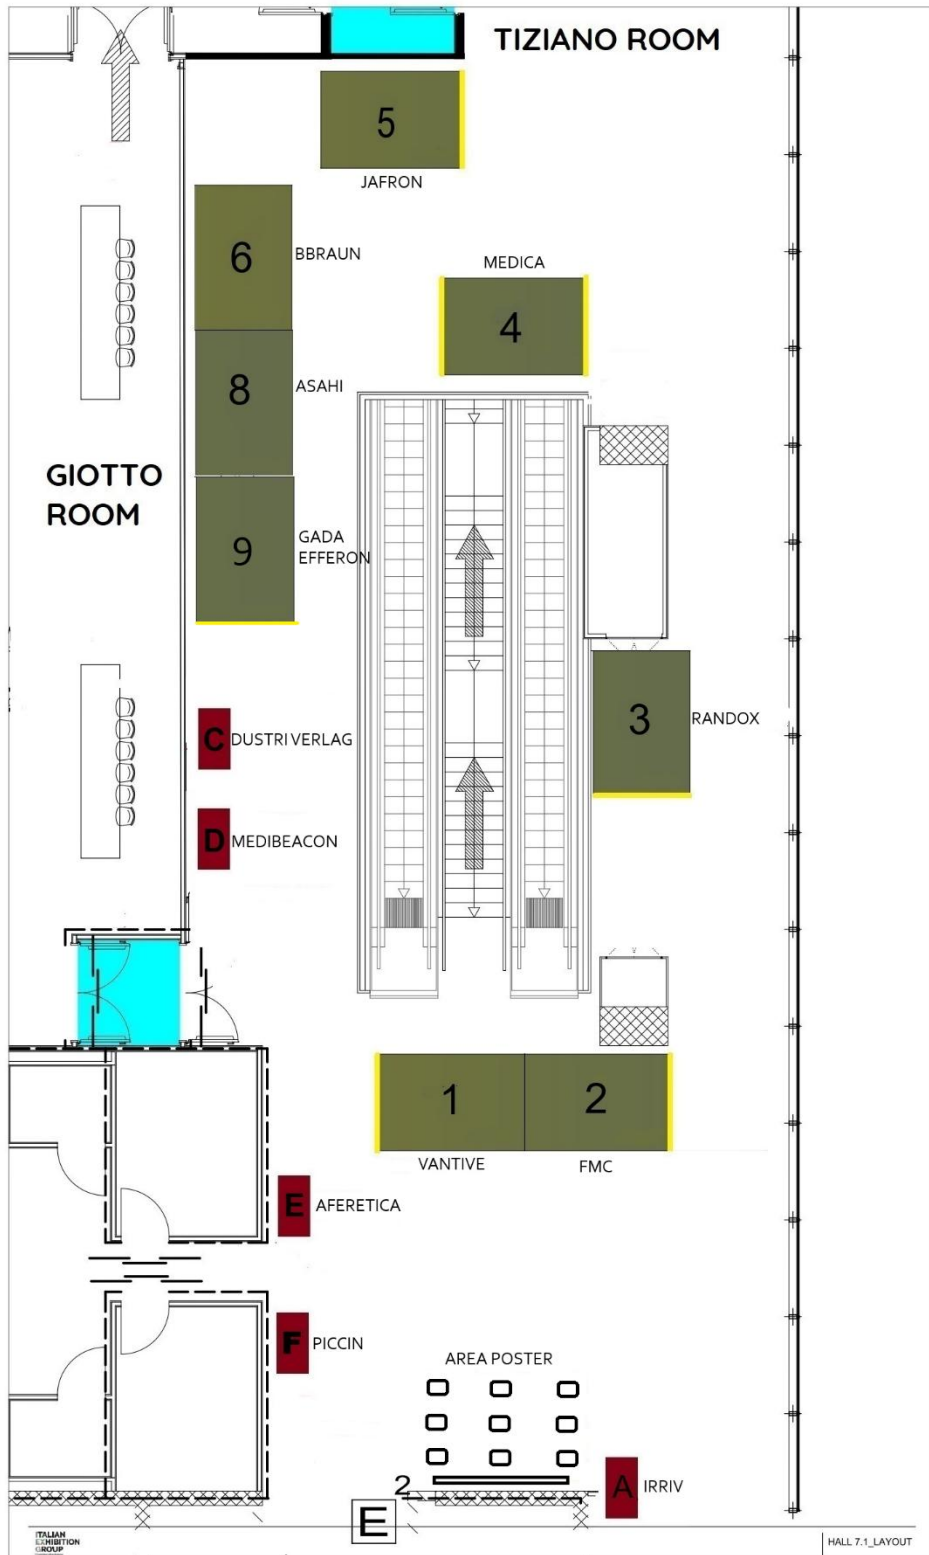 TIZIANO ROOM
5
JAFRON
6
BBRAUN
MEDICA
4
8
ASAHI
GIOTTO
ROOM
9
GADA
EFFERON
3
RANDOX
C
DUSTRI VERLAG
D
MEDIBEACON
1
2
VANTIVE
FMC
E
AFERETICA
F
PICCIN
AREA POSTER
2
A
IRRIV
E
ITALIAN
EXHIBITION
GROUP
HALL 7.1_LAYOUT